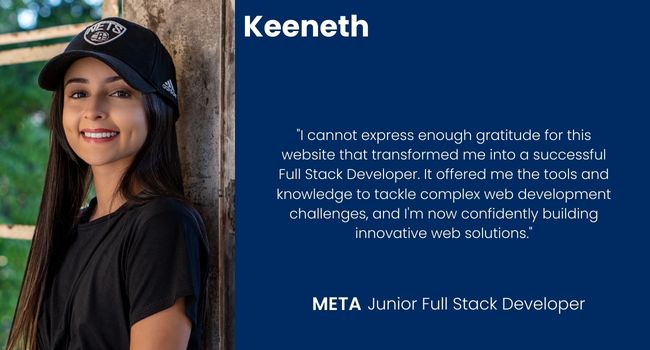 NETS
B
Keeneth
"I cannot express enough gratitude for this
website that transformed me into a successful
Full Stack Developer. It offered me the tools and
knowledge to tackle complex web development
challenges, and I'm now confidently building
innovative web solutions."
META Junior Full Stack Developer